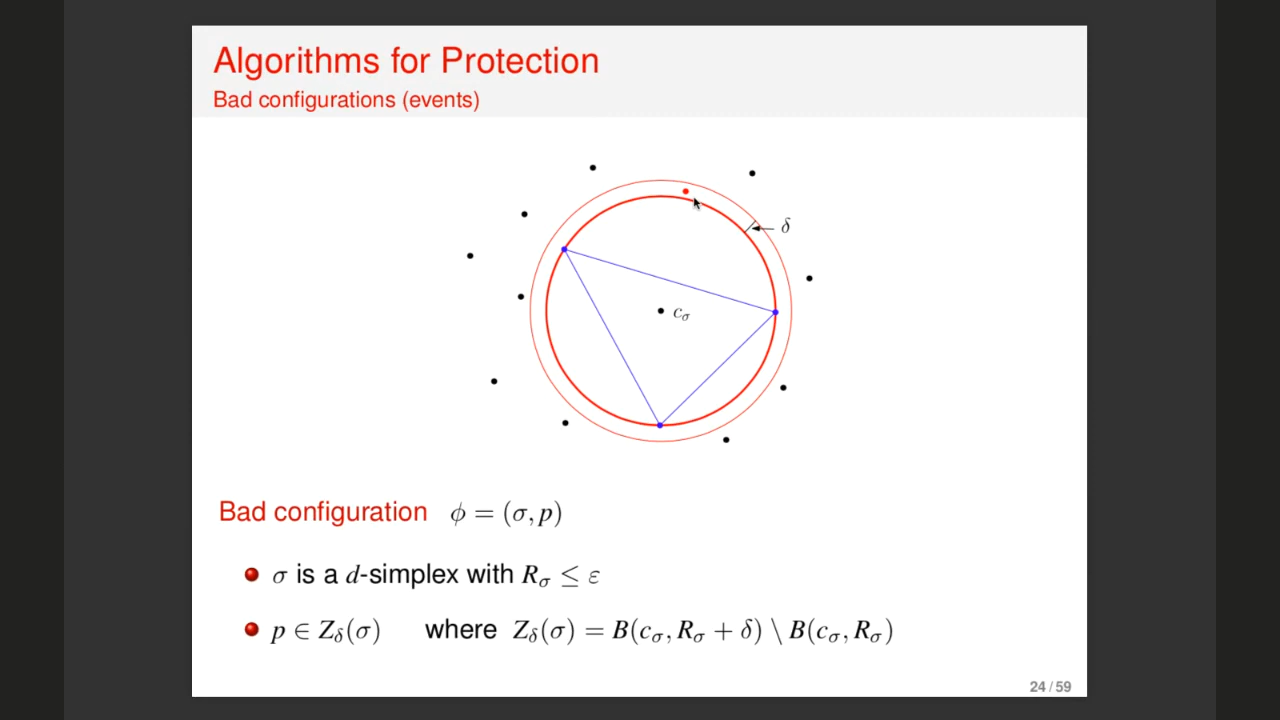 Algorithms for Protection
Bad configurations (events)
δ
c_σ
Bad configuration ϕ = (σ, p)
σ is a d-simplex with R_σ ≤ ε
p ∈ Z_δ(σ) where Z_δ(σ) = B(c_σ, R_σ + δ) \ B(c_σ, R_σ)
24 / 59